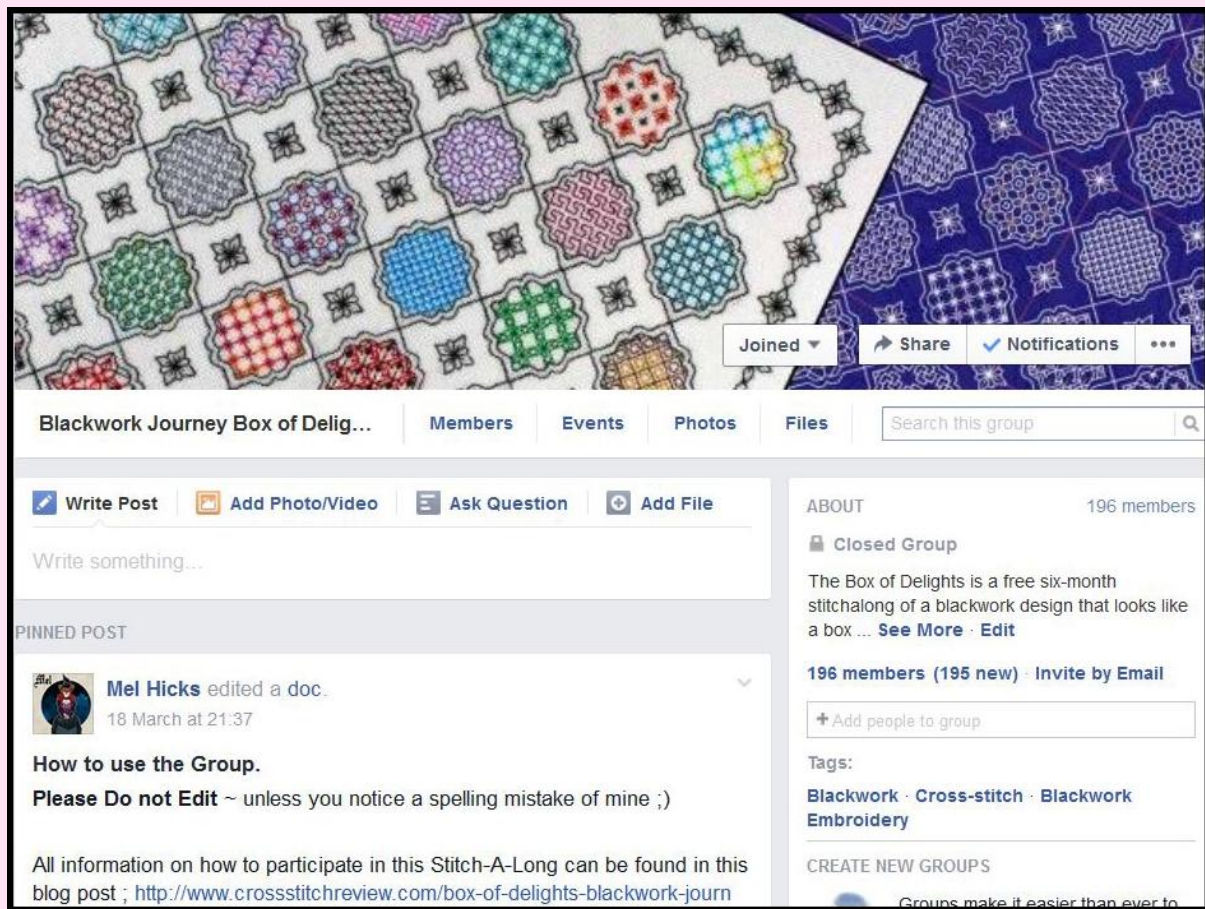 Joined
Share
Notifications
Blackwork Journey Box of Delig...
Members
Events
Photos
Files
Search this group
Write Post
Add Photo/Video
Ask Question
Add File
Write something...
PINNED POST
Mel
Mel Hicks edited a doc.
18 March at 21:37
How to use the Group.
Please Do not Edit ~ unless you notice a spelling mistake of mine ;)
All information on how to participate in this Stitch-A-Long can be found in this
blog post ; http://www.crossstitchreview.com/box-of-delights-blackwork-journ
ABOUT
196 members
Closed Group
The Box of Delights is a free six-month
stitchalong of a blackwork design that looks like
a box ... See More · Edit
196 members (195 new) · Invite by Email
Add people to group
Tags:
Blackwork · Cross-stitch · Blackwork
Embroidery
CREATE NEW GROUPS
Groups make it easier than ever to